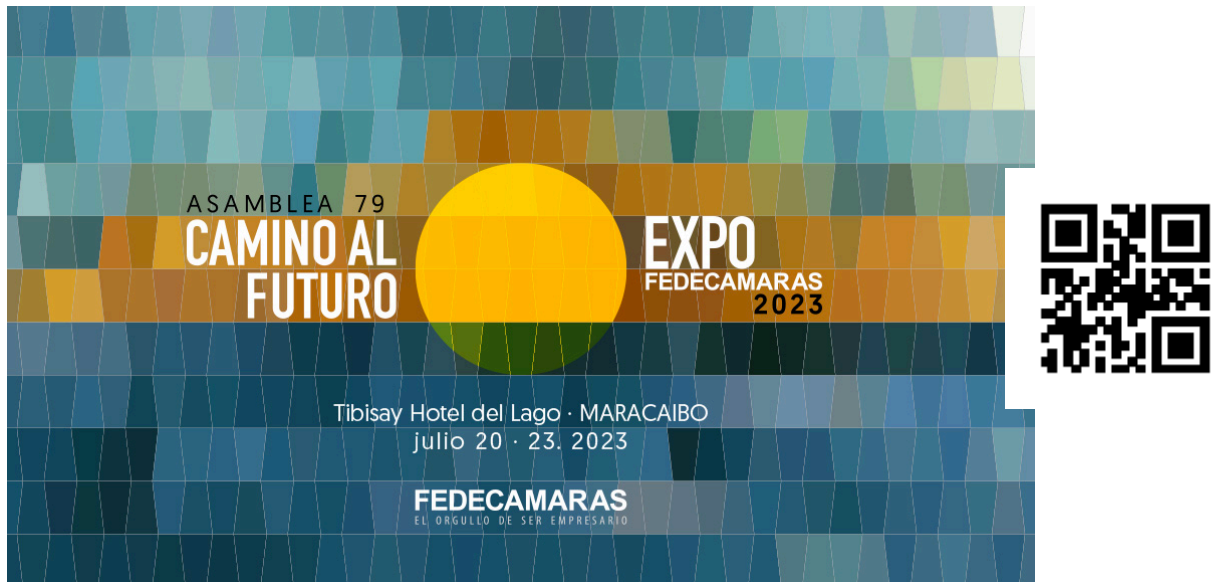 ASAMBLEA 79
CAMINO AL
FUTURO
EXPO
FEDECAMARAS
2023
Tibisay Hotel del Lago · MARACAIBO
julio 20 · 23. 2023
FEDECAMARAS
EL ORGULLO DE SER EMPRESARIO